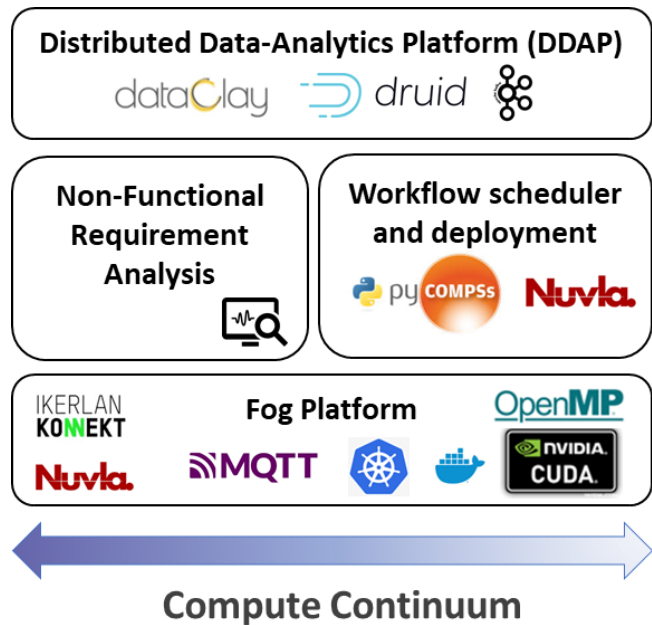 Distributed Data-Analytics Platform (DDAP)
dataClay druid
Non-Functional
Requirement
Analysis
Workflow scheduler
and deployment
py COMPSs Nuvla.
IKERLAN
KONNEKT
Fog Platform
OpenMP.
Nuvla.
MQTT
NVIDIA.
CUDA.
Compute Continuum